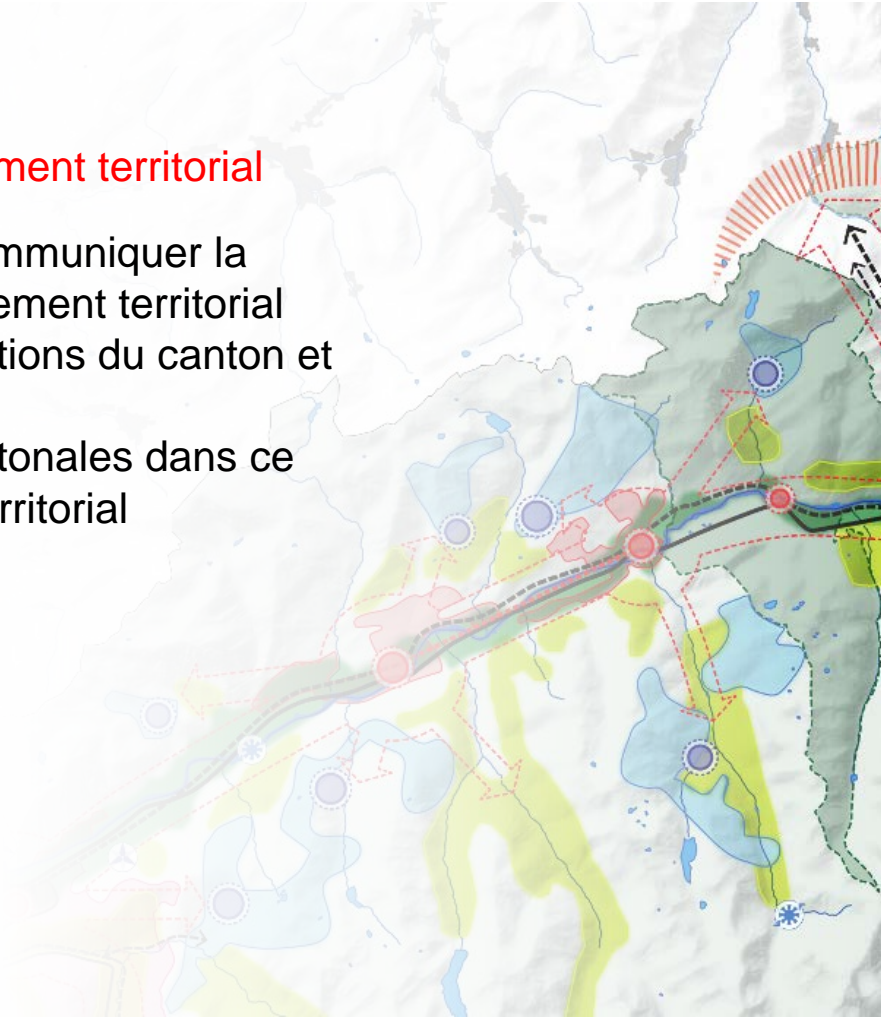 ment territorial
mmuniquer la
ement territorial
tions du canton et
tonales dans ce
rritorial